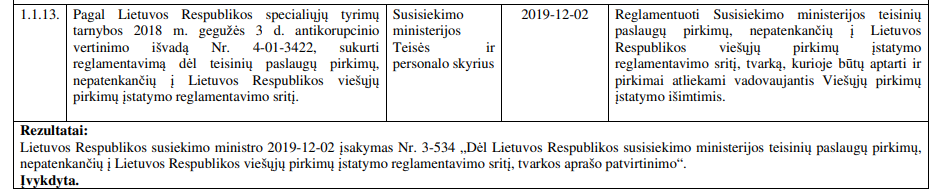 1.1.13.
Pagal Lietuvos Respublikos specialiųjų tyrimų
tarnybos 2018 m. gegužės 3 d. antikorupcinio
vertinimo išvadą Nr. 4-01-3422, sukurti
reglamentavimą dėl teisinių paslaugų pirkimų,
nepatenkančių į Lietuvos Respublikos viešųjų
pirkimų įstatymo reglamentavimo sritį.
Susisiekimo
ministerijos
Teisės ir
personalo skyrius
2019-12-02
Reglamentuoti Susisiekimo ministerijos teisinių
paslaugų pirkimų, nepatenkančių į Lietuvos
Respublikos viešųjų pirkimų įstatymo
reglamentavimo sritį, tvarką, kurioje būtų aptarti ir
pirkimai atliekami vadovaujantis Viešųjų pirkimų
įstatymo išimtimis.
Rezultatai:
Lietuvos Respublikos susiekimo ministro 2019-12-02 įsakymas Nr. 3-534 „Dėl Lietuvos Respublikos susisiekimo ministerijos teisinių paslaugų pirkimų,
nepatenkančių į Lietuvos Respublikos viešųjų pirkimų įstatymo reglamentavimo sritį, tvarkos aprašo patvirtinimo“.
Įvykdyta.